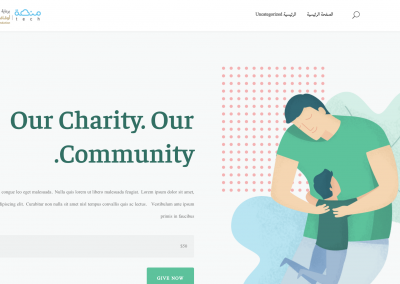 منصة
Tech
الصفحة الرئيسية
الرئيسية Uncategorized
Our Charity. Our
.Community
congue leo eget malesuada. Nulla quis lorem ut libero malesuada feugiat. Lorem ipsum dolor sit amet,
adipiscing elit. Curabitur non nulla sit amet nisl tempus convallis quis ac lectus. Vestibulum ante ipsum
primis in faucibus
$50
GIVE NOW